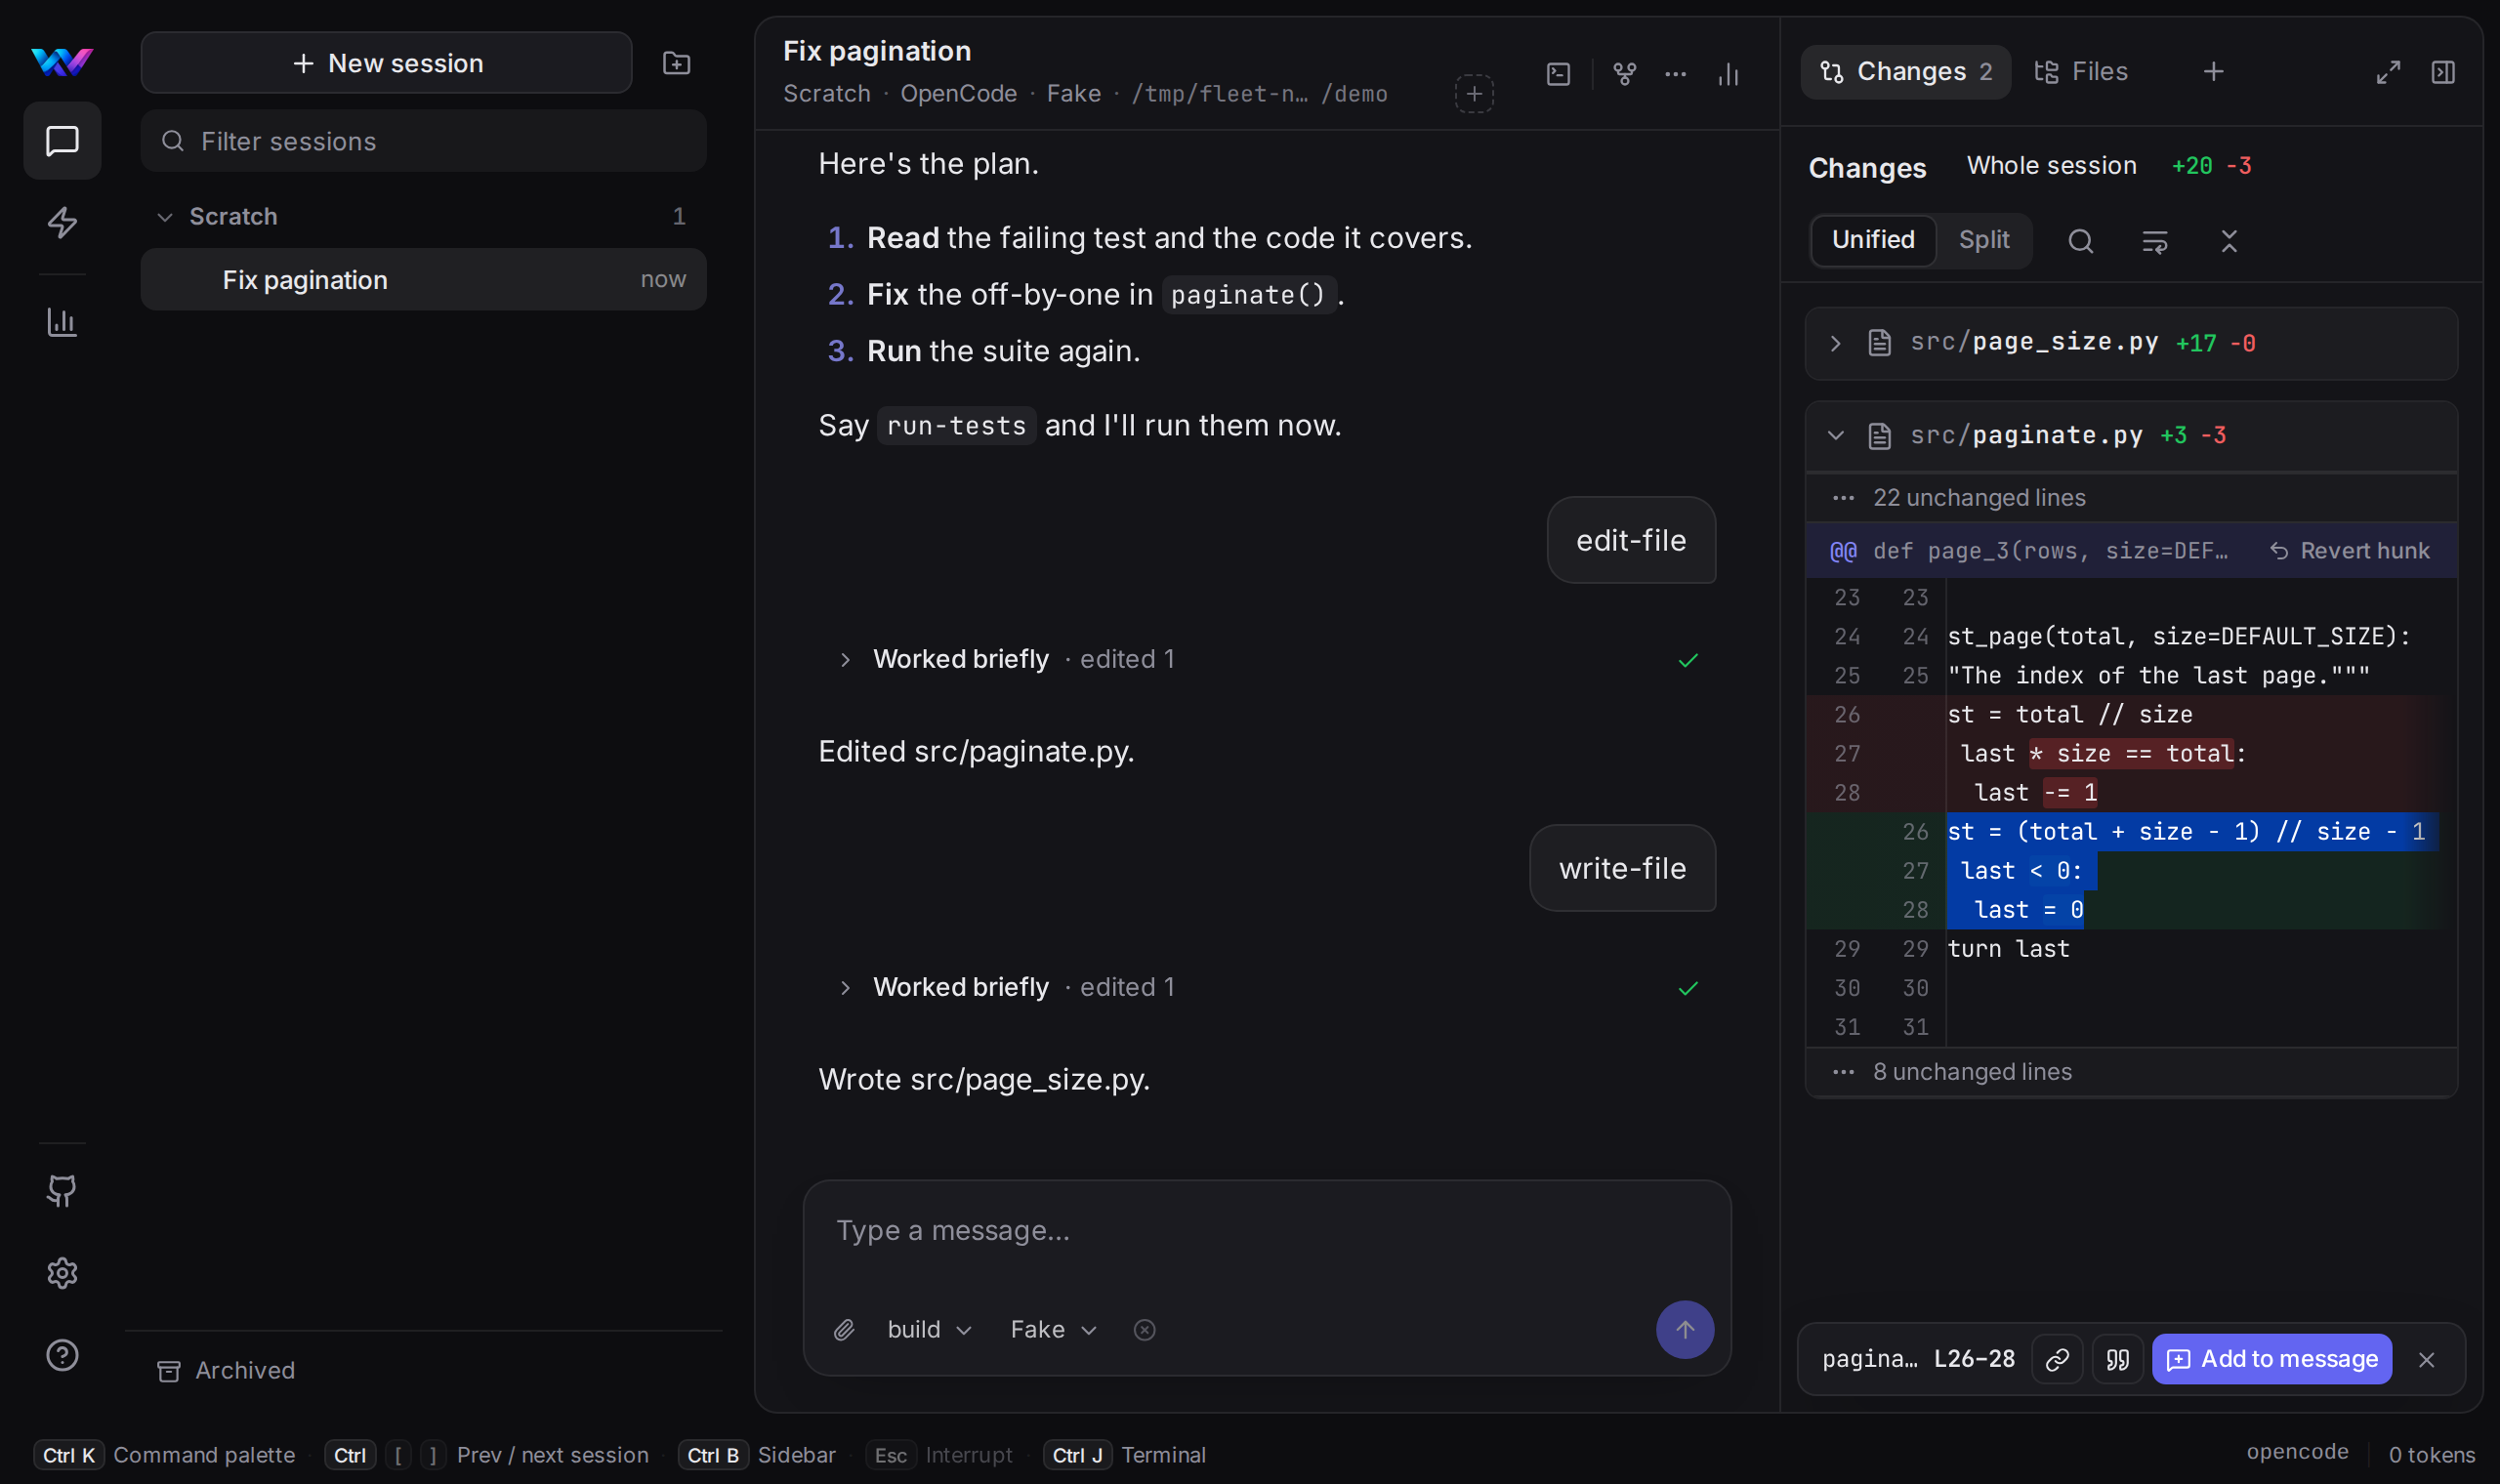 New session
Filter sessions
Scratch 1
Fix pagination now
Archived
Fix pagination
Scratch · OpenCode · Fake · /tmp/fleet-n… /demo
Here's the plan.
1. Read the failing test and the code it covers.
2. Fix the off-by-one in paginate().
3. Run the suite again.
Say run-tests and I'll run them now.
edit-file
Worked briefly · edited 1
Edited src/paginate.py.
write-file
Worked briefly · edited 1
Wrote src/page_size.py.
Type a message...
build Fake
Changes 2 Files
Changes Whole session +20 -3
Unified Split
src/page_size.py +17 -0
src/paginate.py +3 -3
··· 22 unchanged lines
@@ def page_3(rows, size=DEF… Revert hunk
23 23
24 24 st_page(total, size=DEFAULT_SIZE):
25 25 "The index of the last page."""
26 st = total // size
27 last * size == total:
28 last -= 1
26 st = (total + size - 1) // size - 1
27 last < 0:
28 last = 0
29 29 turn last
30 30
31 31
··· 8 unchanged lines
pagina… L26–28 Add to message
Ctrl K Command palette · Ctrl [ ] Prev / next session · Ctrl B Sidebar · Esc Interrupt · Ctrl J Terminal
opencode 0 tokens